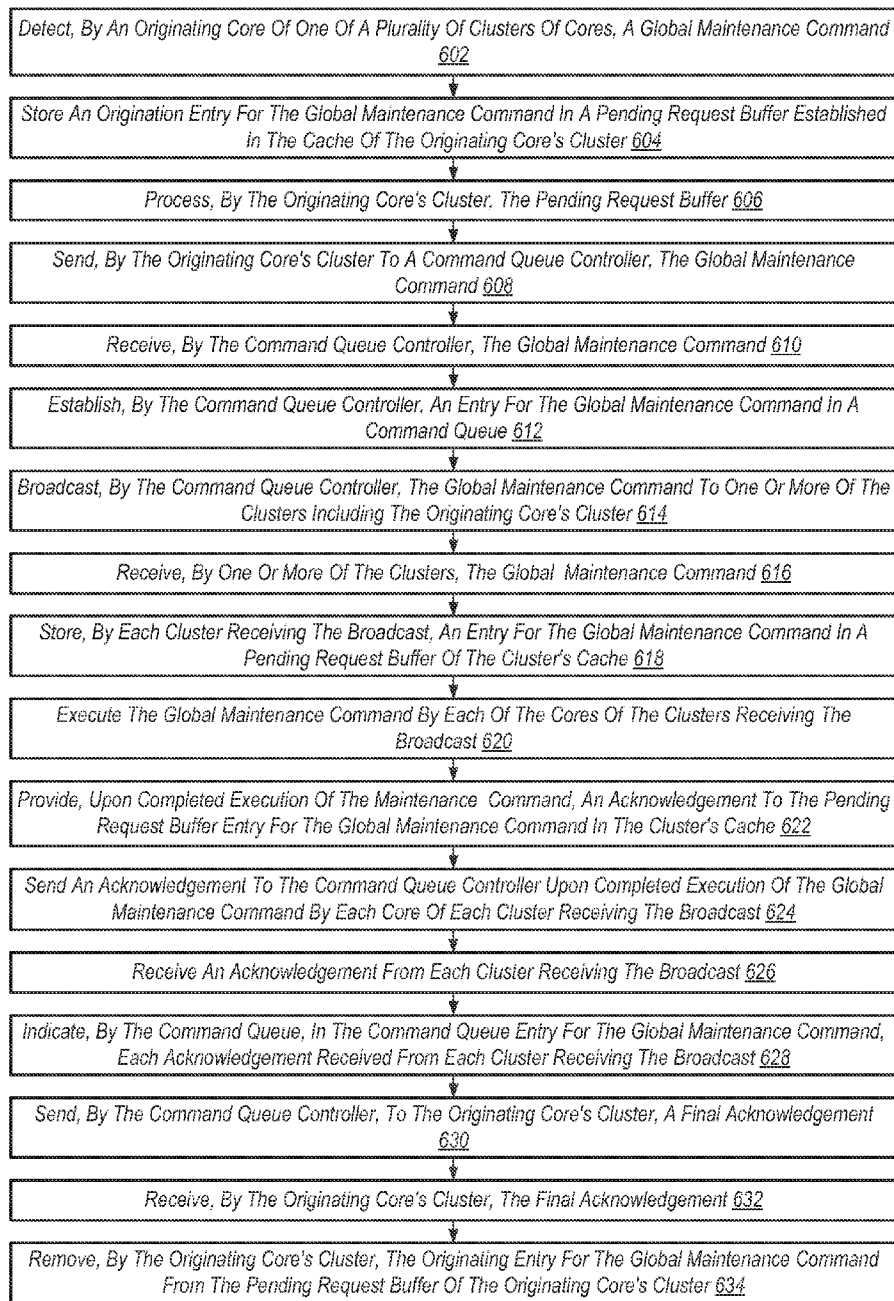 Detect, By An Originating Core Of One Of A Plurality Of Clusters Of Cores, A Global Maintenance Command
602
Store An Origination Entry For The Global Maintenance Command In A Pending Request Buffer Established
In The Cache Of The Originating Core's Cluster 604
Process, By The Originating Core's Cluster, The Pending Request Buffer 606
Send, By The Originating Core's Cluster To A Command Queue Controller, The Global Maintenance
Command 608
Receive, By The Command Queue Controller, The Global Maintenance Command 610
Establish, By The Command Queue Controller, An Entry For The Global Maintenance Command In A
Command Queue 612
Broadcast, By The Command Queue Controller, The Global Maintenance Command To One Or More Of The
Clusters Including The Originating Core's Cluster 614
Receive, By One Or More Of The Clusters, The Global Maintenance Command 616
Store, By Each Cluster Receiving The Broadcast, An Entry For The Global Maintenance Command In A
Pending Request Buffer Of The Cluster's Cache 618
Execute The Global Maintenance Command By Each Of The Cores Of The Clusters Receiving The
Broadcast 620
Provide, Upon Completed Execution Of The Maintenance Command, An Acknowledgement To The Pending
Request Buffer Entry For The Global Maintenance Command In The Cluster's Cache 622
Send An Acknowledgement To The Command Queue Controller Upon Completed Execution Of The Global
Maintenance Command By Each Core Of Each Cluster Receiving The Broadcast 624
Receive An Acknowledgement From Each Cluster Receiving The Broadcast 626
Indicate, By The Command Queue, In The Command Queue Entry For The Global Maintenance Command,
Each Acknowledgement Received From Each Cluster Receiving The Broadcast 628
Send, By The Command Queue Controller, To The Originating Core's Cluster, A Final Acknowledgement
630
Receive, By The Originating Core's Cluster, The Final Acknowledgement 632
Remove, By The Originating Core's Cluster, The Originating Entry For The Global Maintenance Command
From The Pending Request Buffer Of The Originating Core's Cluster 634